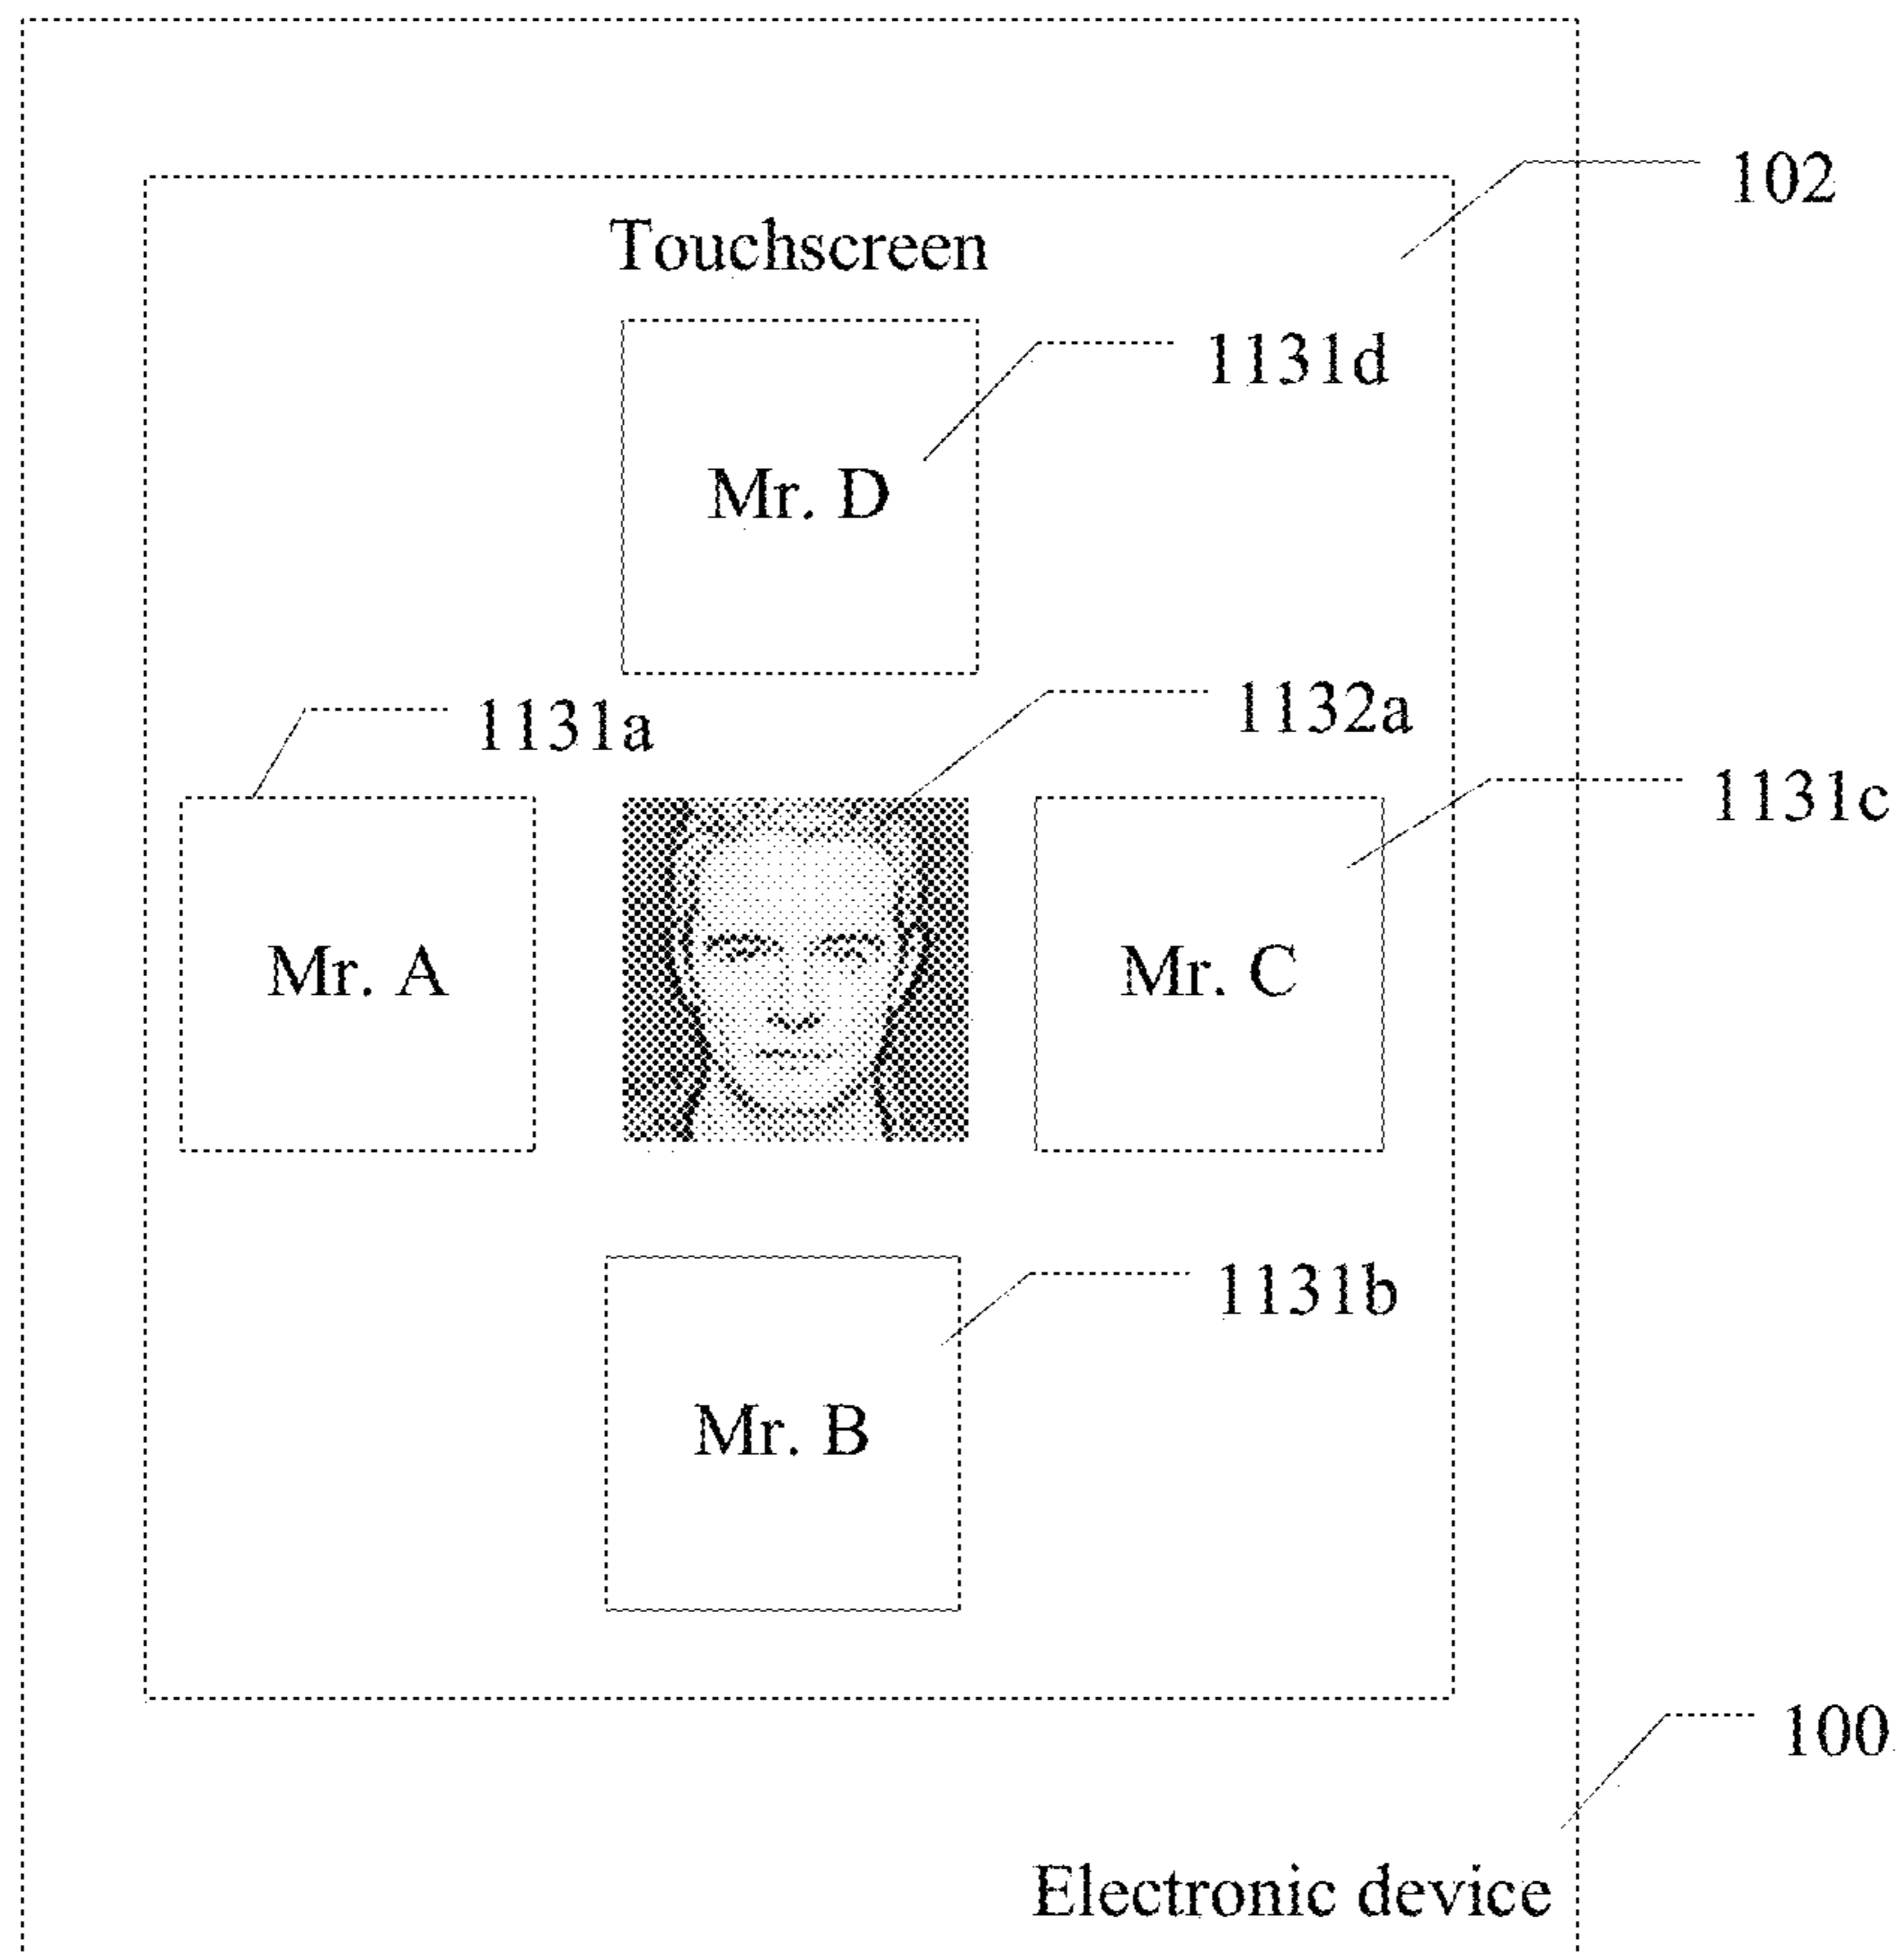 102
Touchscreen
1131d
Mr. D
1132a
1131a
1131c
Mr. A
Mr. C
1131b
Mr. B
100
Electronic device